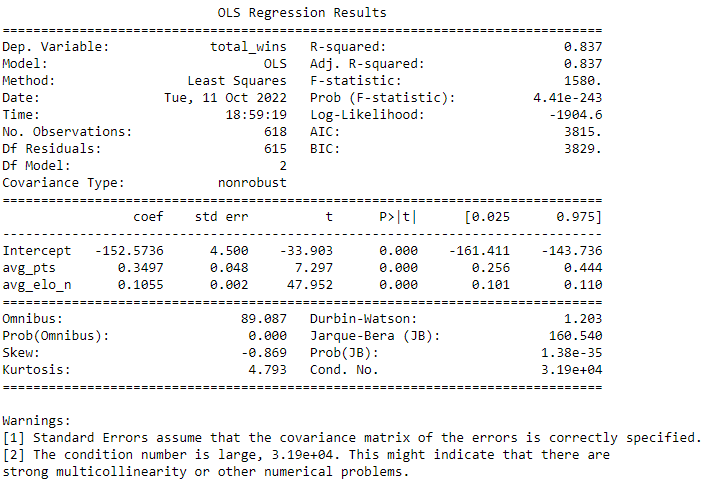 OLS Regression Results
==============================================================================
Dep. Variable:             total_wins   R-squared:                       0.837
Model:                            OLS   Adj. R-squared:                  0.837
Method:                 Least Squares   F-statistic:                     1580.
Date:                Tue, 11 Oct 2022   Prob (F-statistic):          4.41e-243
Time:                        18:59:19   Log-Likelihood:                -1904.6
No. Observations:                 618   AIC:                             3815.
Df Residuals:                     615   BIC:                             3829.
Df Model:                           2
Covariance Type:            nonrobust
==============================================================================
                 coef    std err          t      P>|t|      [0.025      0.975]
------------------------------------------------------------------------------
Intercept   -152.5736      4.500    -33.903      0.000    -161.411    -143.736
avg_pts        0.3497      0.048      7.297      0.000       0.256       0.444
avg_elo_n      0.1055      0.002     47.952      0.000       0.101       0.110
==============================================================================
Omnibus:                       89.087   Durbin-Watson:                   1.203
Prob(Omnibus):                  0.000   Jarque-Bera (JB):              160.540
Skew:                          -0.869   Prob(JB):                     1.38e-35
Kurtosis:                       4.793   Cond. No.                     3.19e+04
==============================================================================
Warnings:
[1] Standard Errors assume that the covariance matrix of the errors is correctly specified.
[2] The condition number is large, 3.19e+04. This might indicate that there are
strong multicollinearity or other numerical problems.